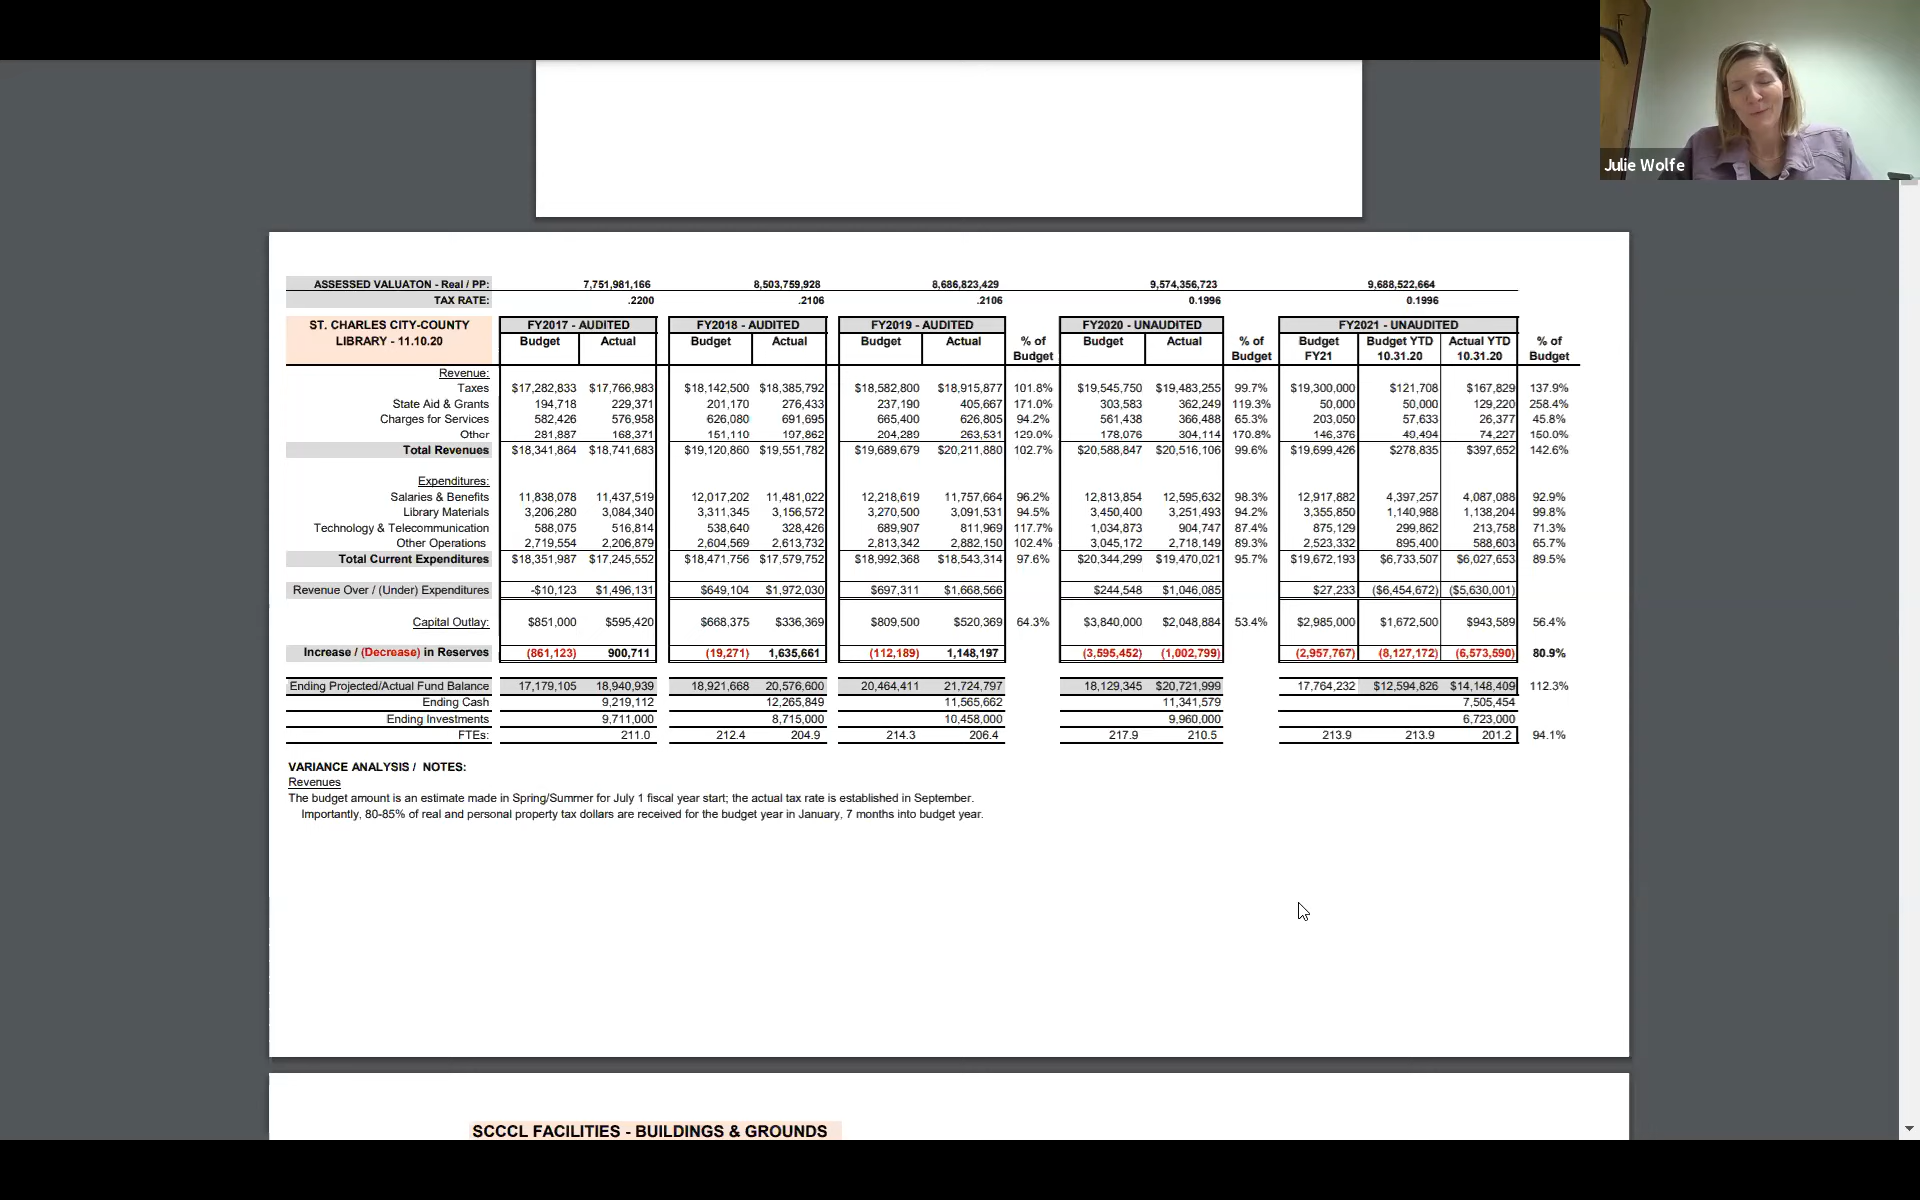 Julie Wolfe
ASSESSED VALUATON - Real / PP: 7,751,981,166 8,503,759,928 8,686,823,429 9,574,356,723 9,688,522,664
TAX RATE: .2200 .2106 .2106 0.1996 0.1996
ST. CHARLES CITY-COUNTY FY2017 - AUDITED FY2018 - AUDITED FY2019 - AUDITED FY2020 - UNAUDITED FY2021 - UNAUDITED
LIBRARY - 11.10.20 Budget Actual Budget Actual Budget Actual % of Budget Actual % of Budget Budget YTD Actual YTD % of
Budget Budget FY21 10.31.20 10.31.20 Budget
Revenue:
Taxes $17,282,833 $17,766,983 $18,142,500 $18,385,792 $18,582,800 $18,915,877 101.8% $19,545,750 $19,483,255 99.7% $19,300,000 $121,708 $167,829 137.9%
State Aid & Grants 194,718 229,371 201,170 276,433 237,190 405,667 171.0% 303,583 362,249 119.3% 50,000 50,000 129,220 258.4%
Charges for Services 582,426 576,958 626,080 691,695 665,400 626,805 94.2% 561,438 366,488 65.3% 203,050 57,633 26,377 45.8%
Other 281,887 168,371 151,110 197,862 204,289 263,531 129.0% 178,076 304,114 170.8% 146,376 49,494 74,227 150.0%
Total Revenues $18,341,864 $18,741,683 $19,120,860 $19,551,782 $19,689,679 $20,211,880 102.7% $20,588,847 $20,516,106 99.6% $19,699,426 $278,835 $397,652 142.6%
Expenditures:
Salaries & Benefits 11,838,078 11,437,519 12,017,202 11,481,022 12,218,619 11,757,664 96.2% 12,813,854 12,595,632 98.3% 12,917,882 4,397,257 4,087,088 92.9%
Library Materials 3,206,280 3,084,340 3,311,345 3,156,572 3,270,500 3,091,531 94.5% 3,450,400 3,251,493 94.2% 3,355,850 1,140,988 1,138,204 99.8%
Technology & Telecommunication 588,075 516,814 538,640 328,426 689,907 811,969 117.7% 1,034,873 904,747 87.4% 875,129 299,862 213,758 71.3%
Other Operations 2,719,554 2,206,879 2,604,569 2,613,732 2,813,342 2,882,150 102.4% 3,045,172 2,718,149 89.3% 2,523,332 895,400 588,603 65.7%
Total Current Expenditures $18,351,987 $17,245,552 $18,471,756 $17,579,752 $18,992,368 $18,543,314 97.6% $20,344,299 $19,470,021 95.7% $19,672,193 $6,733,507 $6,027,653 89.5%
Revenue Over / (Under) Expenditures -$10,123 $1,496,131 $649,104 $1,972,030 $697,311 $1,668,566 $244,548 $1,046,085 $27,233 ($6,454,672) ($5,630,001)
Capital Outlay: $851,000 $595,420 $668,375 $336,369 $809,500 $520,369 64.3% $3,840,000 $2,048,884 53.4% $2,985,000 $1,672,500 $943,589 56.4%
Increase / (Decrease) in Reserves (861,123) 900,711 (19,271) 1,635,661 (112,189) 1,148,197 (3,595,452) (1,002,799) (2,957,767) (8,127,172) (6,573,590) 80.9%
Ending Projected/Actual Fund Balance 17,179,105 18,940,939 18,921,668 20,576,600 20,464,411 21,724,797 18,129,345 $20,721,999 17,764,232 $12,594,826 $14,148,409 112.3%
Ending Cash 9,219,112 12,265,849 11,565,662 11,341,579 7,505,454
Ending Investments 9,711,000 8,715,000 10,458,000 9,960,000 6,723,000
FTEs: 211.0 212.4 204.9 214.3 206.4 217.9 210.5 213.9 213.9 201.2 94.1%
VARIANCE ANALYSIS / NOTES:
Revenues
The budget amount is an estimate made in Spring/Summer for July 1 fiscal year start; the actual tax rate is established in September.
Importantly, 80-85% of real and personal property tax dollars are received for the budget year in January, 7 months into budget year.
SCCCL FACILITIES - BUILDINGS & GROUNDS